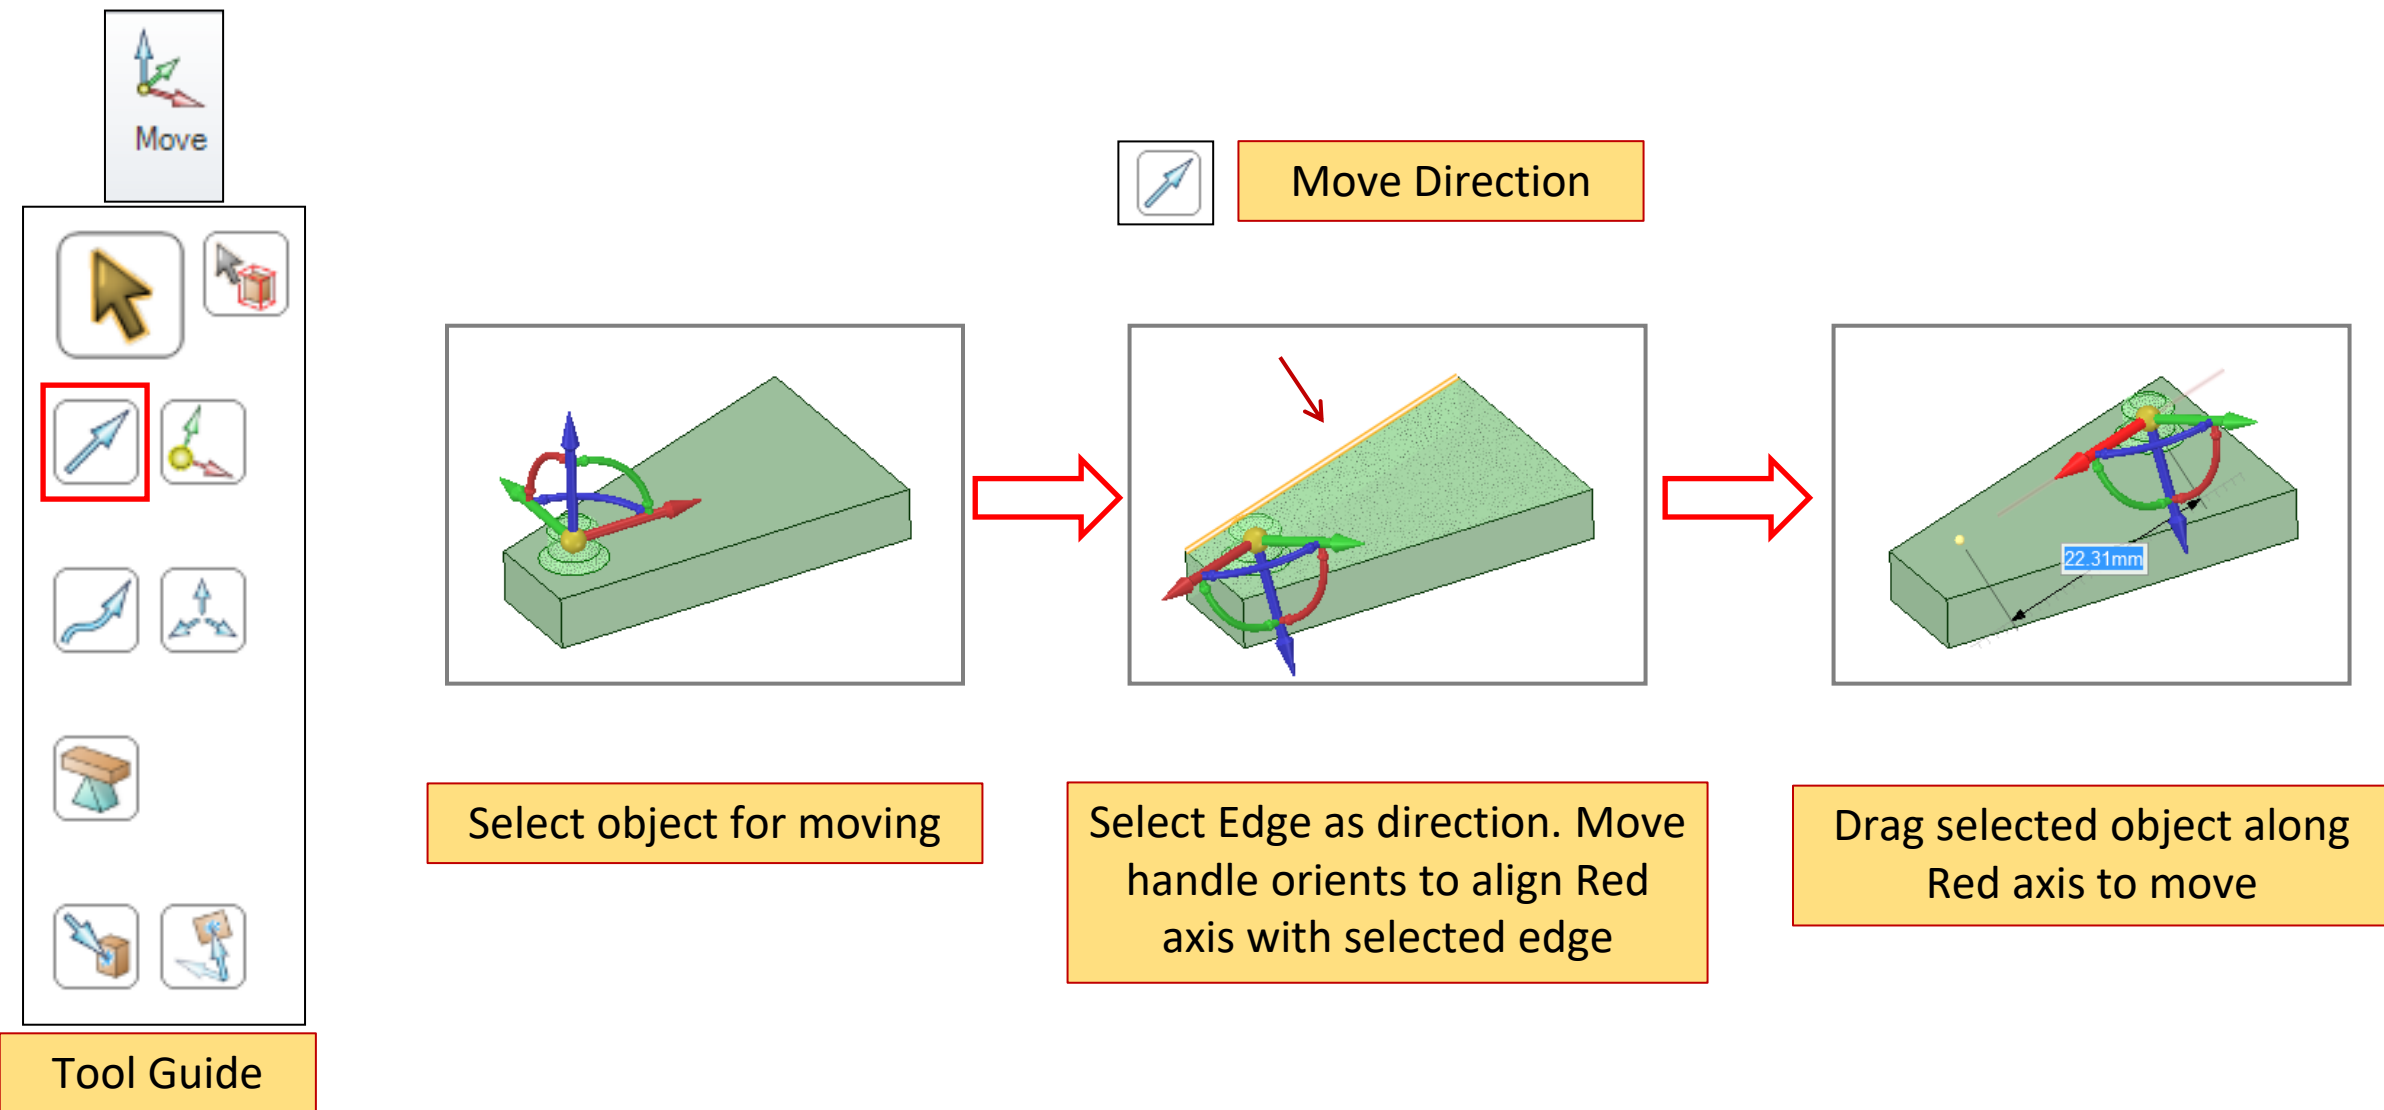 Move
Move Direction
22.31mm
Select object for moving
Select Edge as direction. Move
handle orients to align Red
axis with selected edge
Drag selected object along
Red axis to move
Tool Guide